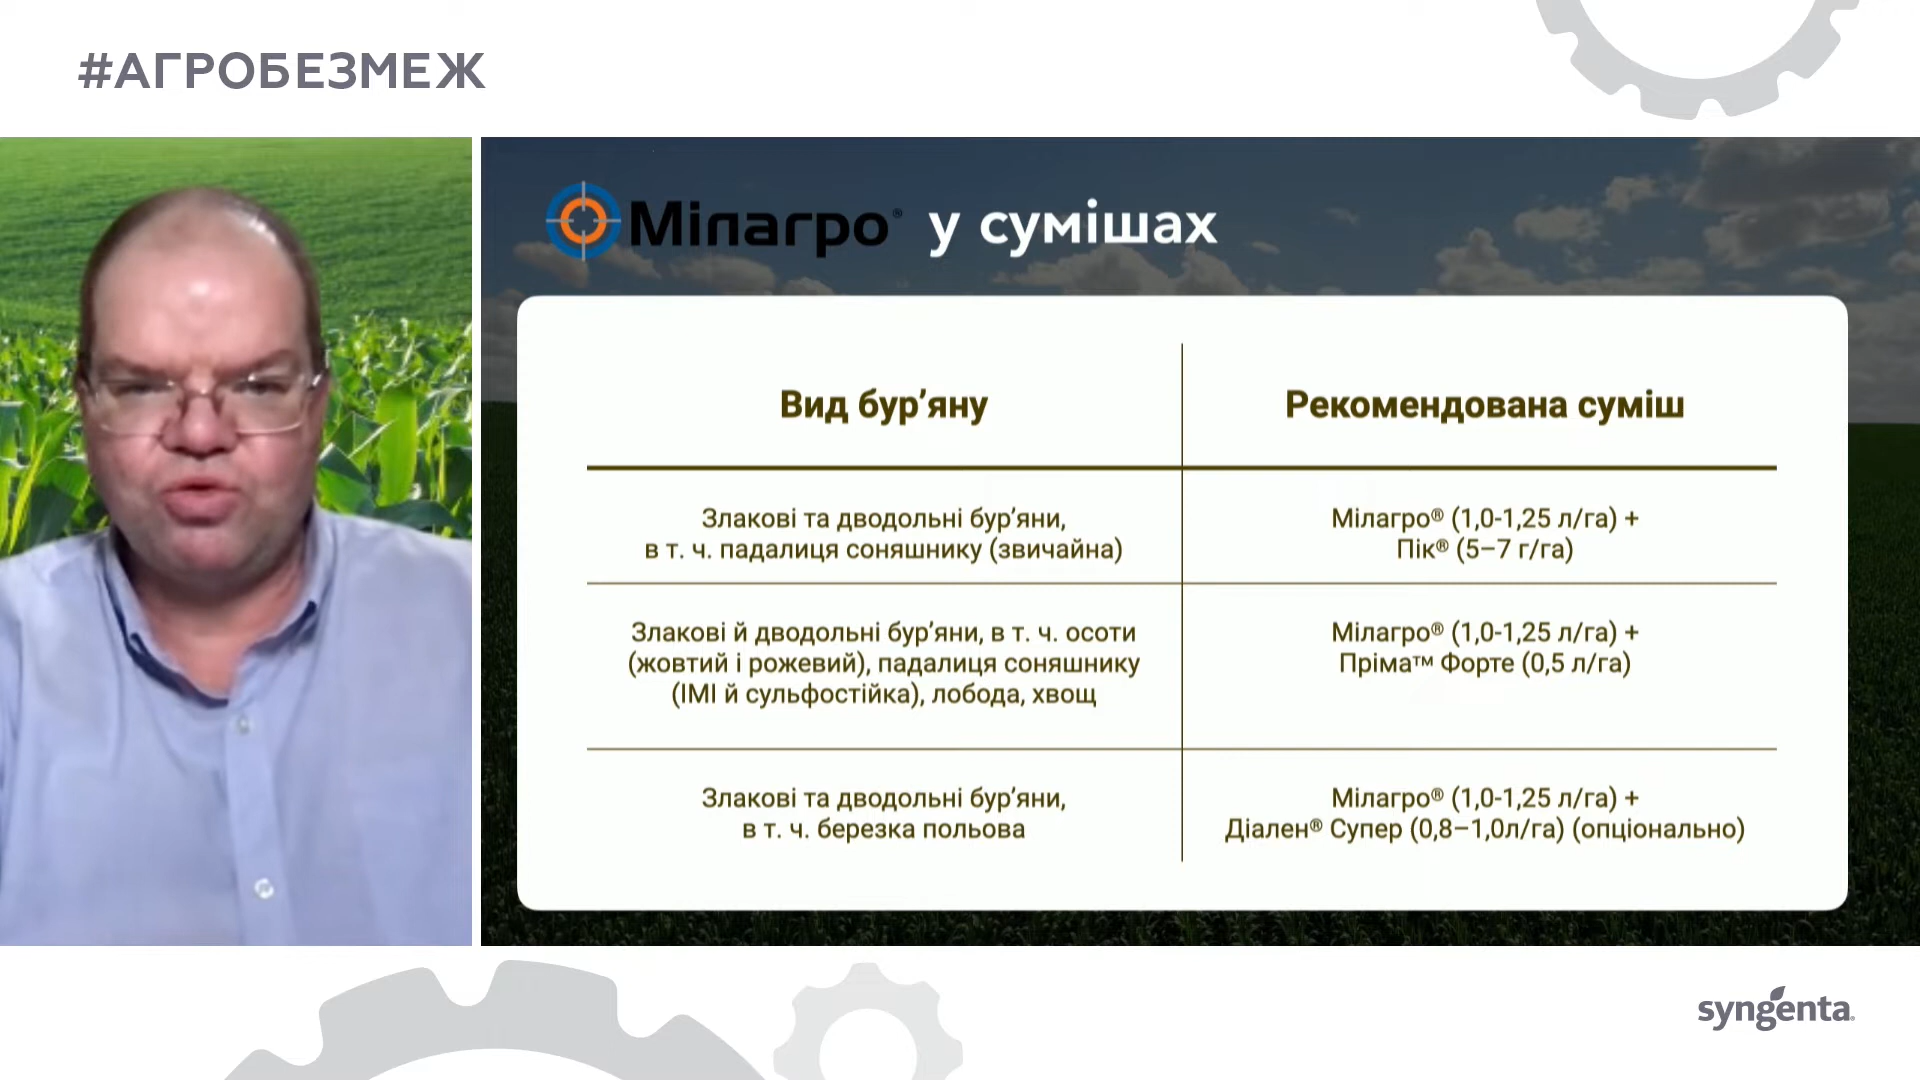 #АГРОБЕЗМЕЖ
Мілагро® у сумішах
Вид бур’яну
Рекомендована суміш
Злакові та дводольні бур’яни,
в т. ч. падалиця соняшнику (звичайна)
Мілагро® (1,0-1,25 л/га) +
Пік® (5–7 г/га)
Злакові й дводольні бур’яни, в т. ч. осоти
(жовтий і рожевий), падалиця соняшнику
(ІМІ й сульфостійка), лобода, хвощ
Мілагро® (1,0-1,25 л/га) +
Пріма™ Форте (0,5 л/га)
Злакові та дводольні бур’яни,
в т. ч. березка польова
Мілагро® (1,0-1,25 л/га) +
Діален® Супер (0,8–1,0л/га) (опціонально)
syngenta